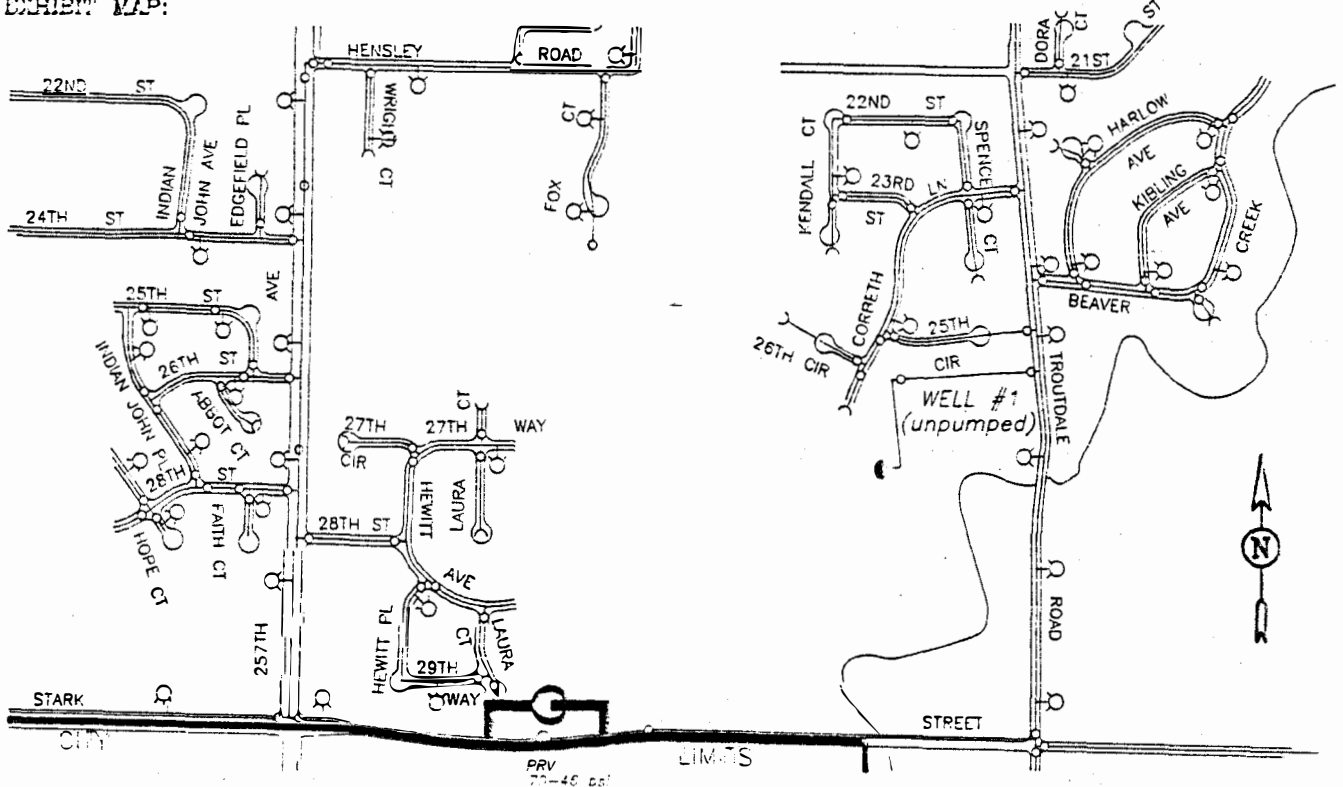 EXHIBIT MAP:
HENSLEY ROAD
DORA CT
21ST ST
22ND ST
WRIGHT CT
FOX CT
22ND ST
KENDALL CT
SPENCE CT
23RD ST
LN
HARLOW AVE
KIBLING AVE
CREEK
BEAVER
INDIAN JOHN AVE
EDGEFIELD PL
24TH ST
AVE
25TH ST
INDIAN JOHN PL
26TH ST
ABBOT CT
28TH ST
FAITH CT
HOPE CT
257TH
27TH CIR
27TH WAY
CT
HEWITT
LAURA
28TH ST
AVE
HEWITT PL
LAURA CT
29TH WAY
CORRETH
26TH CIR
25TH CIR
WELL #1
(unpumped)
TROUTDALE
ROAD
N
STARK
STREET
CITY LIMITS
PRV